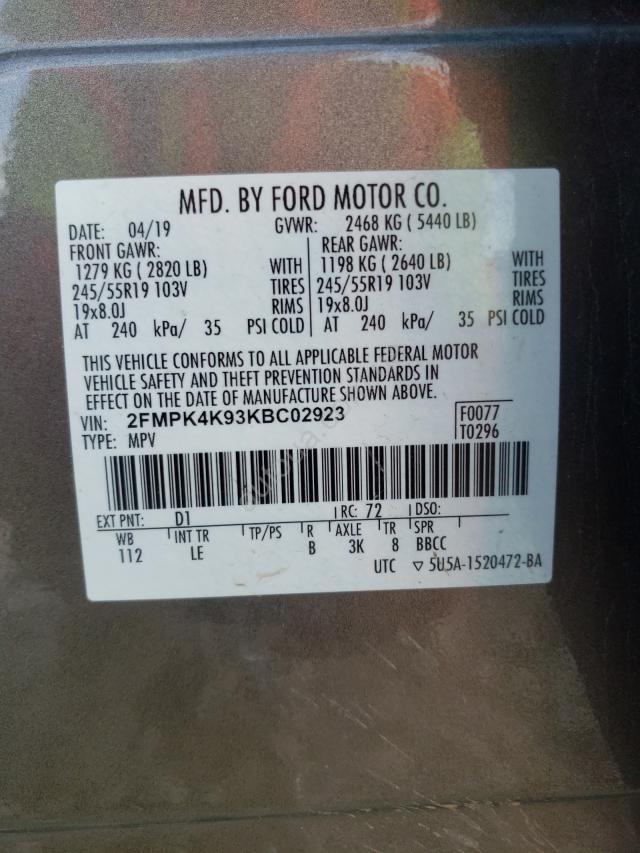 MFD. BY FORD MOTOR CO.
DATE: 04/19 GVWR: 2468 KG ( 5440 LB)
FRONT GAWR: REAR GAWR:
1279 KG ( 2820 LB) WITH 1198 KG ( 2640 LB) WITH
245/55R19 103V TIRES 245/55R19 103V TIRES
19x8.0J RIMS 19x8.0J RIMS
AT 240 kPa/ 35 PSI COLD AT 240 kPa/ 35 PSI COLD
THIS VEHICLE CONFORMS TO ALL APPLICABLE FEDERAL MOTOR
VEHICLE SAFETY AND THEFT PREVENTION STANDARDS IN
EFFECT ON THE DATE OF MANUFACTURE SHOWN ABOVE.
VIN: 2FMPK4K93KBC02923 F0077
TYPE: MPV T0296
EXT PNT: D1 RC: 72 DSO:
WB INT TR TP/PS R AXLE TR SPR
112 LE B 3K 8 BBCC
UTC ▽ 5U5A-1520472-BA